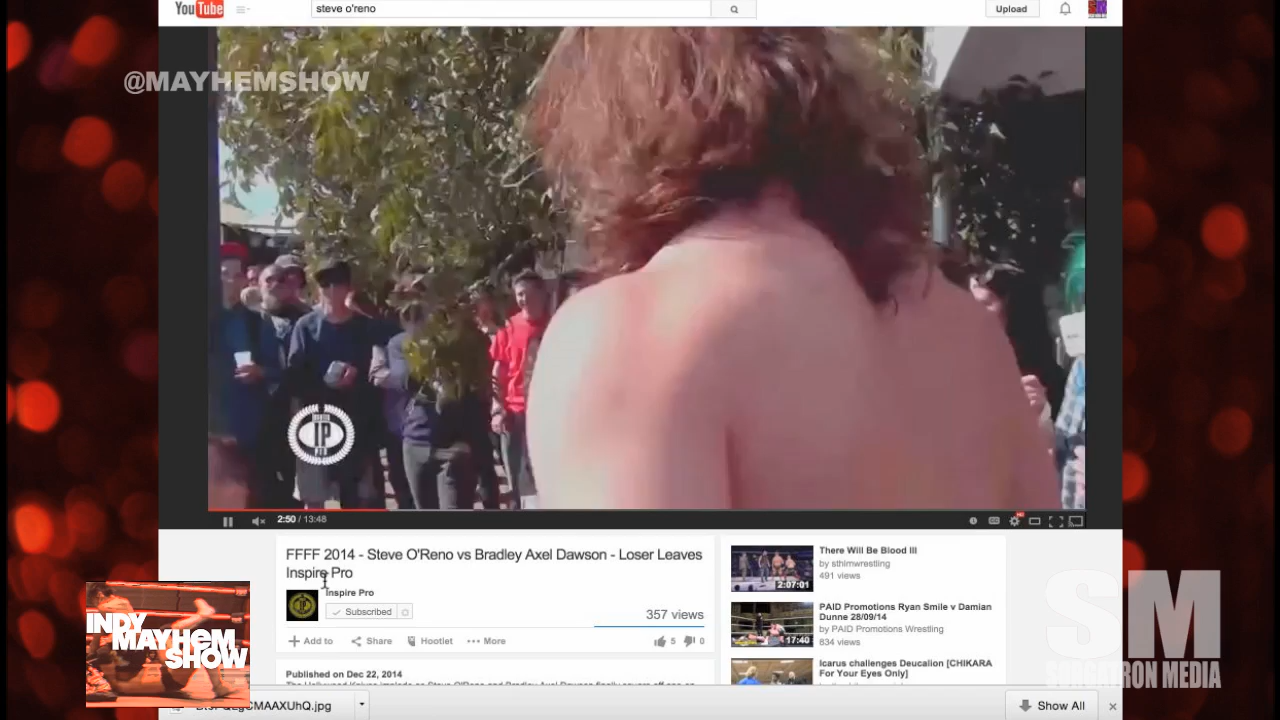 YouTube
steve o'reno
Upload
@MAYHEMSHOW
IP
2:50 / 13:48
FFFF 2014 - Steve O'Reno vs Bradley Axel Dawson - Loser Leaves
Inspire Pro
Inspire Pro
Subscribed
357 views
Add to
Share
Hootlet
More
5
0
Published on Dec 22, 2014
There Will Be Blood III
by sthlmwrestling
491 views
2:07:01
PAID Promotions Ryan Smile v Damian
Dunne 28/09/14
by PAID Promotions Wrestling
834 views
17:40
Icarus challenges Deucalion [CHIKARA
For Your Eyes Only]
INDY
MAYHEM
SHOW
SM
MEDIA
Show All